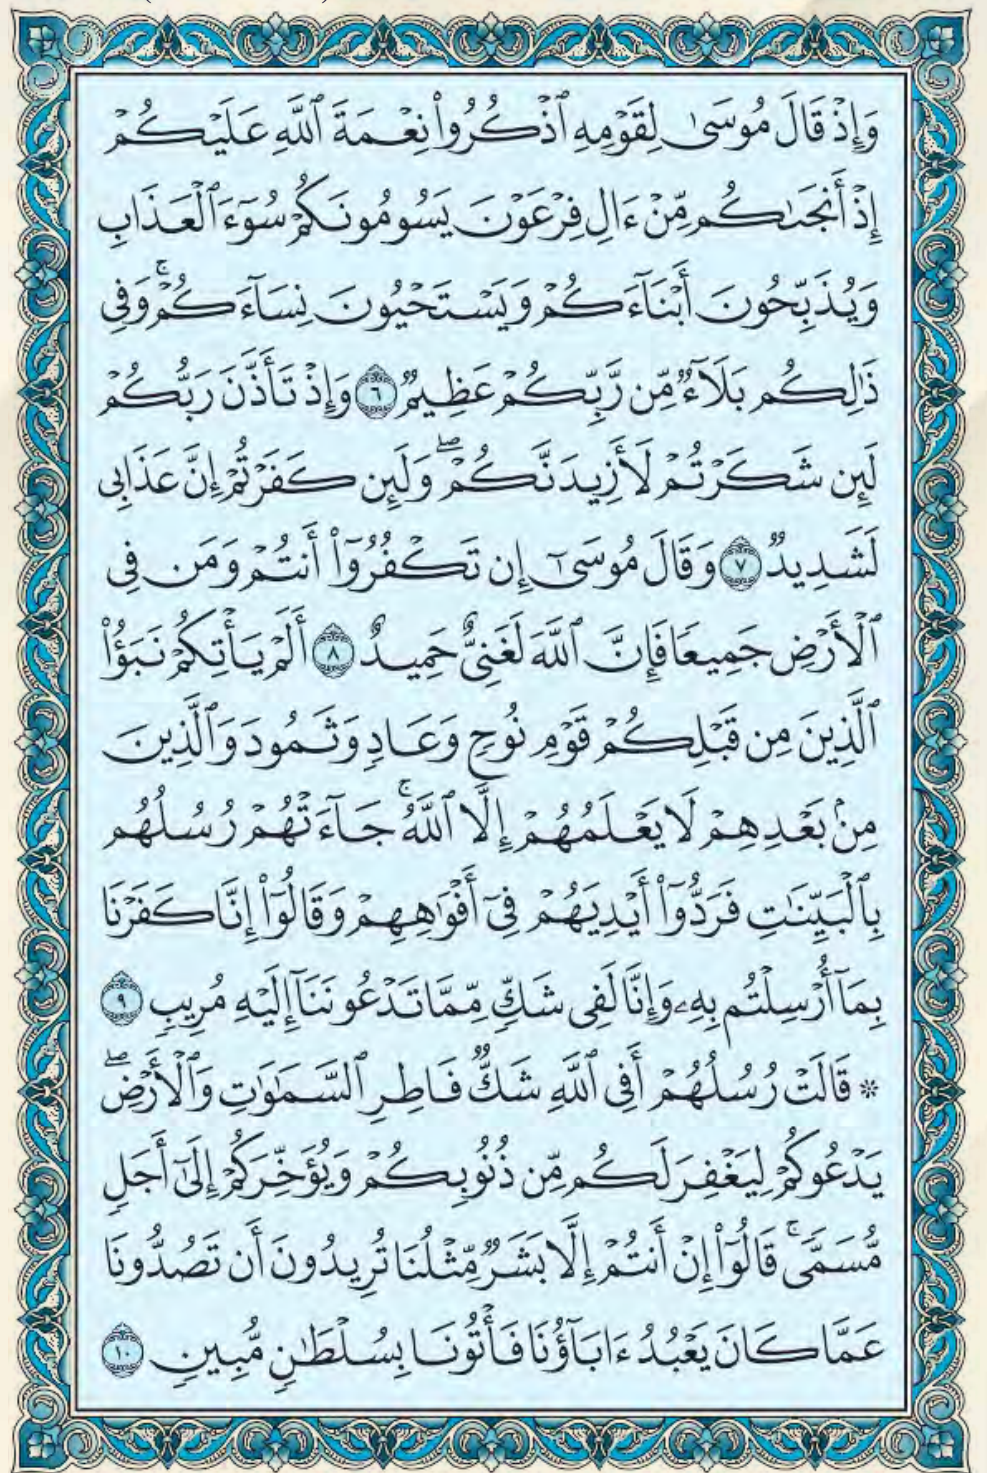 وَإِذْ قَالَ مُوسَىٰ لِقَوْمِهِ ٱذْكُرُوا۟ نِعْمَةَ ٱللَّهِ عَلَيْكُمْ
إِذْ أَنجَىٰكُم مِّنْ ءَالِ فِرْعَوْنَ يَسُومُونَكُمْ سُوٓءَ ٱلْعَذَابِ
وَيُذَبِّحُونَ أَبْنَآءَكُمْ وَيَسْتَحْيُونَ نِسَآءَكُمْ ۚ وَفِى
ذَٰلِكُم بَلَآءٌ مِّن رَّبِّكُمْ عَظِيمٌ ٦ وَإِذْ تَأَذَّنَ رَبُّكُمْ
لَئِن شَكَرْتُمْ لَأَزِيدَنَّكُمْ ۖ وَلَئِن كَفَرْتُمْ إِنَّ عَذَابِى
لَشَدِيدٌ ٧ وَقَالَ مُوسَىٰٓ إِن تَكْفُرُوٓا۟ أَنتُمْ وَمَن فِى
ٱلْأَرْضِ جَمِيعًا فَإِنَّ ٱللَّهَ لَغَنِىٌّ حَمِيدٌ ٨ أَلَمْ يَأْتِكُمْ نَبَؤُا۟
ٱلَّذِينَ مِن قَبْلِكُمْ قَوْمِ نُوحٍ وَعَادٍ وَثَمُودَ وَٱلَّذِينَ
مِنۢ بَعْدِهِمْ لَا يَعْلَمُهُمْ إِلَّا ٱللَّهُ ۚ جَآءَتْهُمْ رُسُلُهُم
بِٱلْبَيِّنَٰتِ فَرَدُّوٓا۟ أَيْدِيَهُمْ فِىٓ أَفْوَٰهِهِمْ وَقَالُوٓا۟ إِنَّا كَفَرْنَا
بِمَآ أُرْسِلْتُم بِهِۦ وَإِنَّا لَفِى شَكٍّ مِّمَّا تَدْعُونَنَآ إِلَيْهِ مُرِيبٍ ٩
۞ قَالَتْ رُسُلُهُمْ أَفِى ٱللَّهِ شَكٌّ فَاطِرِ ٱلسَّمَٰوَٰتِ وَٱلْأَرْضِ ۖ
يَدْعُوكُمْ لِيَغْفِرَ لَكُم مِّن ذُنُوبِكُمْ وَيُؤَخِّرَكُمْ إِلَىٰٓ أَجَلٍ
مُّسَمًّى ۚ قَالُوٓا۟ إِنْ أَنتُمْ إِلَّا بَشَرٌ مِّثْلُنَا تُرِيدُونَ أَن تَصُدُّونَا
عَمَّا كَانَ يَعْبُدُ ءَابَآؤُنَا فَأْتُونَا بِسُلْطَٰنٍ مُّبِينٍ ١٠